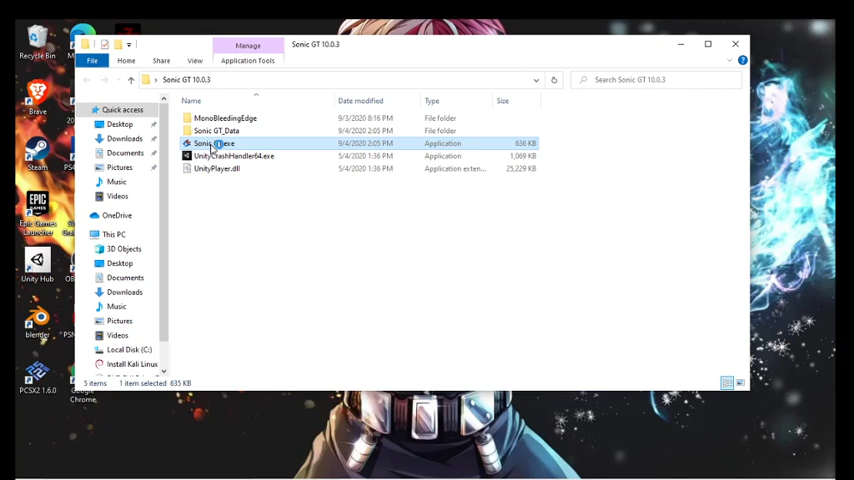 Manage
Sonic GT 10.0.3
File
Home
Share
View
Application Tools
Sonic GT 10.0.3
Search Sonic GT 10.0.3
Name
Date modified
Type
Size
Quick access
Desktop
Downloads
Documents
Pictures
Music
Videos
OneDrive
This PC
3D Objects
Desktop
Documents
Downloads
Music
Pictures
Videos
Local Disk (C:)
Install Kali Linux
MonoBleedingEdge 9/3/2020 8:16 PM File folder
Sonic GT_Data 9/4/2020 2:05 PM File folder
Sonic .exe 9/4/2020 2:05 PM Application 636 KB
UnityCrashHandler64.exe 5/4/2020 1:36 PM Application 1,069 KB
UnityPlayer.dll 5/4/2020 1:36 PM Application exten... 25,229 KB
5 items 1 item selected 635 KB
Recycle Bin
Brave
Steam
Epic Games
Launcher
Unity Hub
blender
PCSX2 1.6.0
Chrome